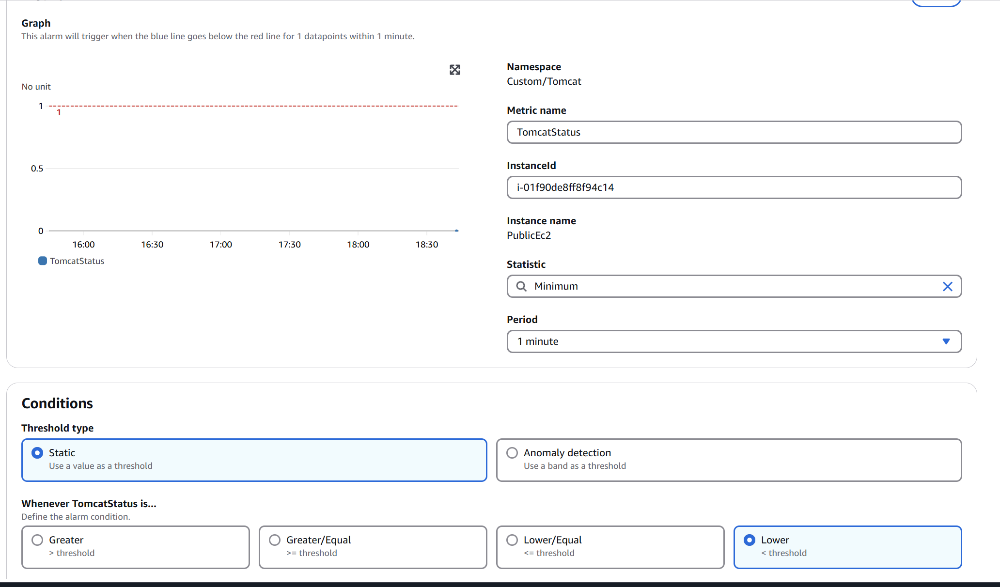 Graph
This alarm will trigger when the blue line goes below the red line for 1 datapoints within 1 minute.
No unit
1
1
0.5
0
16:00 16:30 17:00 17:30 18:00 18:30
TomcatStatus
Namespace
Custom/Tomcat
Metric name
TomcatStatus
InstanceId
i-01f90de8ff8f94c14
Instance name
PublicEc2
Statistic
Minimum
Period
1 minute
Conditions
Threshold type
Static
Use a value as a threshold
Anomaly detection
Use a band as a threshold
Whenever TomcatStatus is...
Define the alarm condition.
Greater
> threshold
Greater/Equal
>= threshold
Lower/Equal
<= threshold
Lower
< threshold